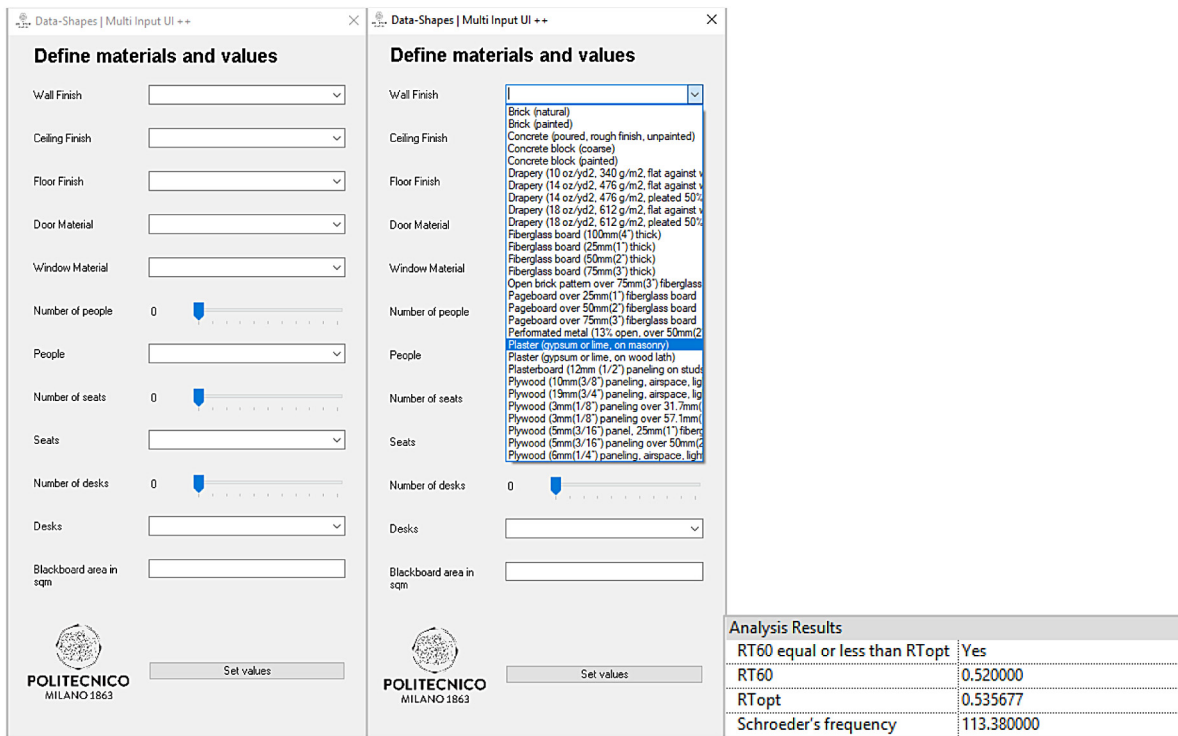 Data-Shapes | Multi Input UI ++
Define materials and values
Wall Finish
Ceiling Finish
Floor Finish
Door Material
Window Material
Number of people 0
People
Number of seats 0
Seats
Number of desks 0
Desks
Blackboard area in
sqm
Set values
POLITECNICO
MILANO 1863
Data-Shapes | Multi Input UI ++
Define materials and values
Wall Finish
Brick (natural)
Brick (painted)
Concrete (poured, rough finish, unpainted)
Concrete block (coarse)
Concrete block (painted)
Drapery (10 oz/yd2, 340 g/m2, flat against
Drapery (14 oz/yd2, 476 g/m2, flat against
Drapery (14 oz/yd2, 476 g/m2, pleated 50%
Drapery (18 oz/yd2, 612 g/m2, flat against
Drapery (18 oz/yd2, 612 g/m2, pleated 50%
Fiberglass board (100mm(4") thick)
Fiberglass board (25mm(1") thick)
Fiberglass board (50mm(2") thick)
Fiberglass board (75mm(3") thick)
Open brick pattern over 75mm(3") fiberglass
Pageboard over 25mm(1") fiberglass board
Pageboard over 50mm(2") fiberglass board
Pageboard over 75mm(3") fiberglass board
Performated metal (13% open, over 50mm(2
Plaster (gypsum or lime, on masonry)
Plaster (gypsum or lime, on wood lath)
Plasterboard (12mm (1/2") paneling on studs
Plywood (10mm(3/8") paneling, airspace, lig
Plywood (19mm(3/4") paneling, airspace, lig
Plywood (3mm(1/8") paneling over 31.7mm(
Plywood (3mm(1/8") paneling over 57.1mm(
Plywood (5mm(3/16") panel, 25mm(1") fiberg
Plywood (5mm(3/16") paneling over 50mm(2
Plywood (6mm(1/4") paneling, airspace, ligh
Ceiling Finish
Floor Finish
Door Material
Window Material
Number of people
People
Number of seats
Seats
Number of desks 0
Desks
Blackboard area in
sqm
Set values
POLITECNICO
MILANO 1863
Analysis Results
RT60 equal or less than RTopt Yes
RT60 0.520000
RTopt 0.535677
Schroeder's frequency 113.380000